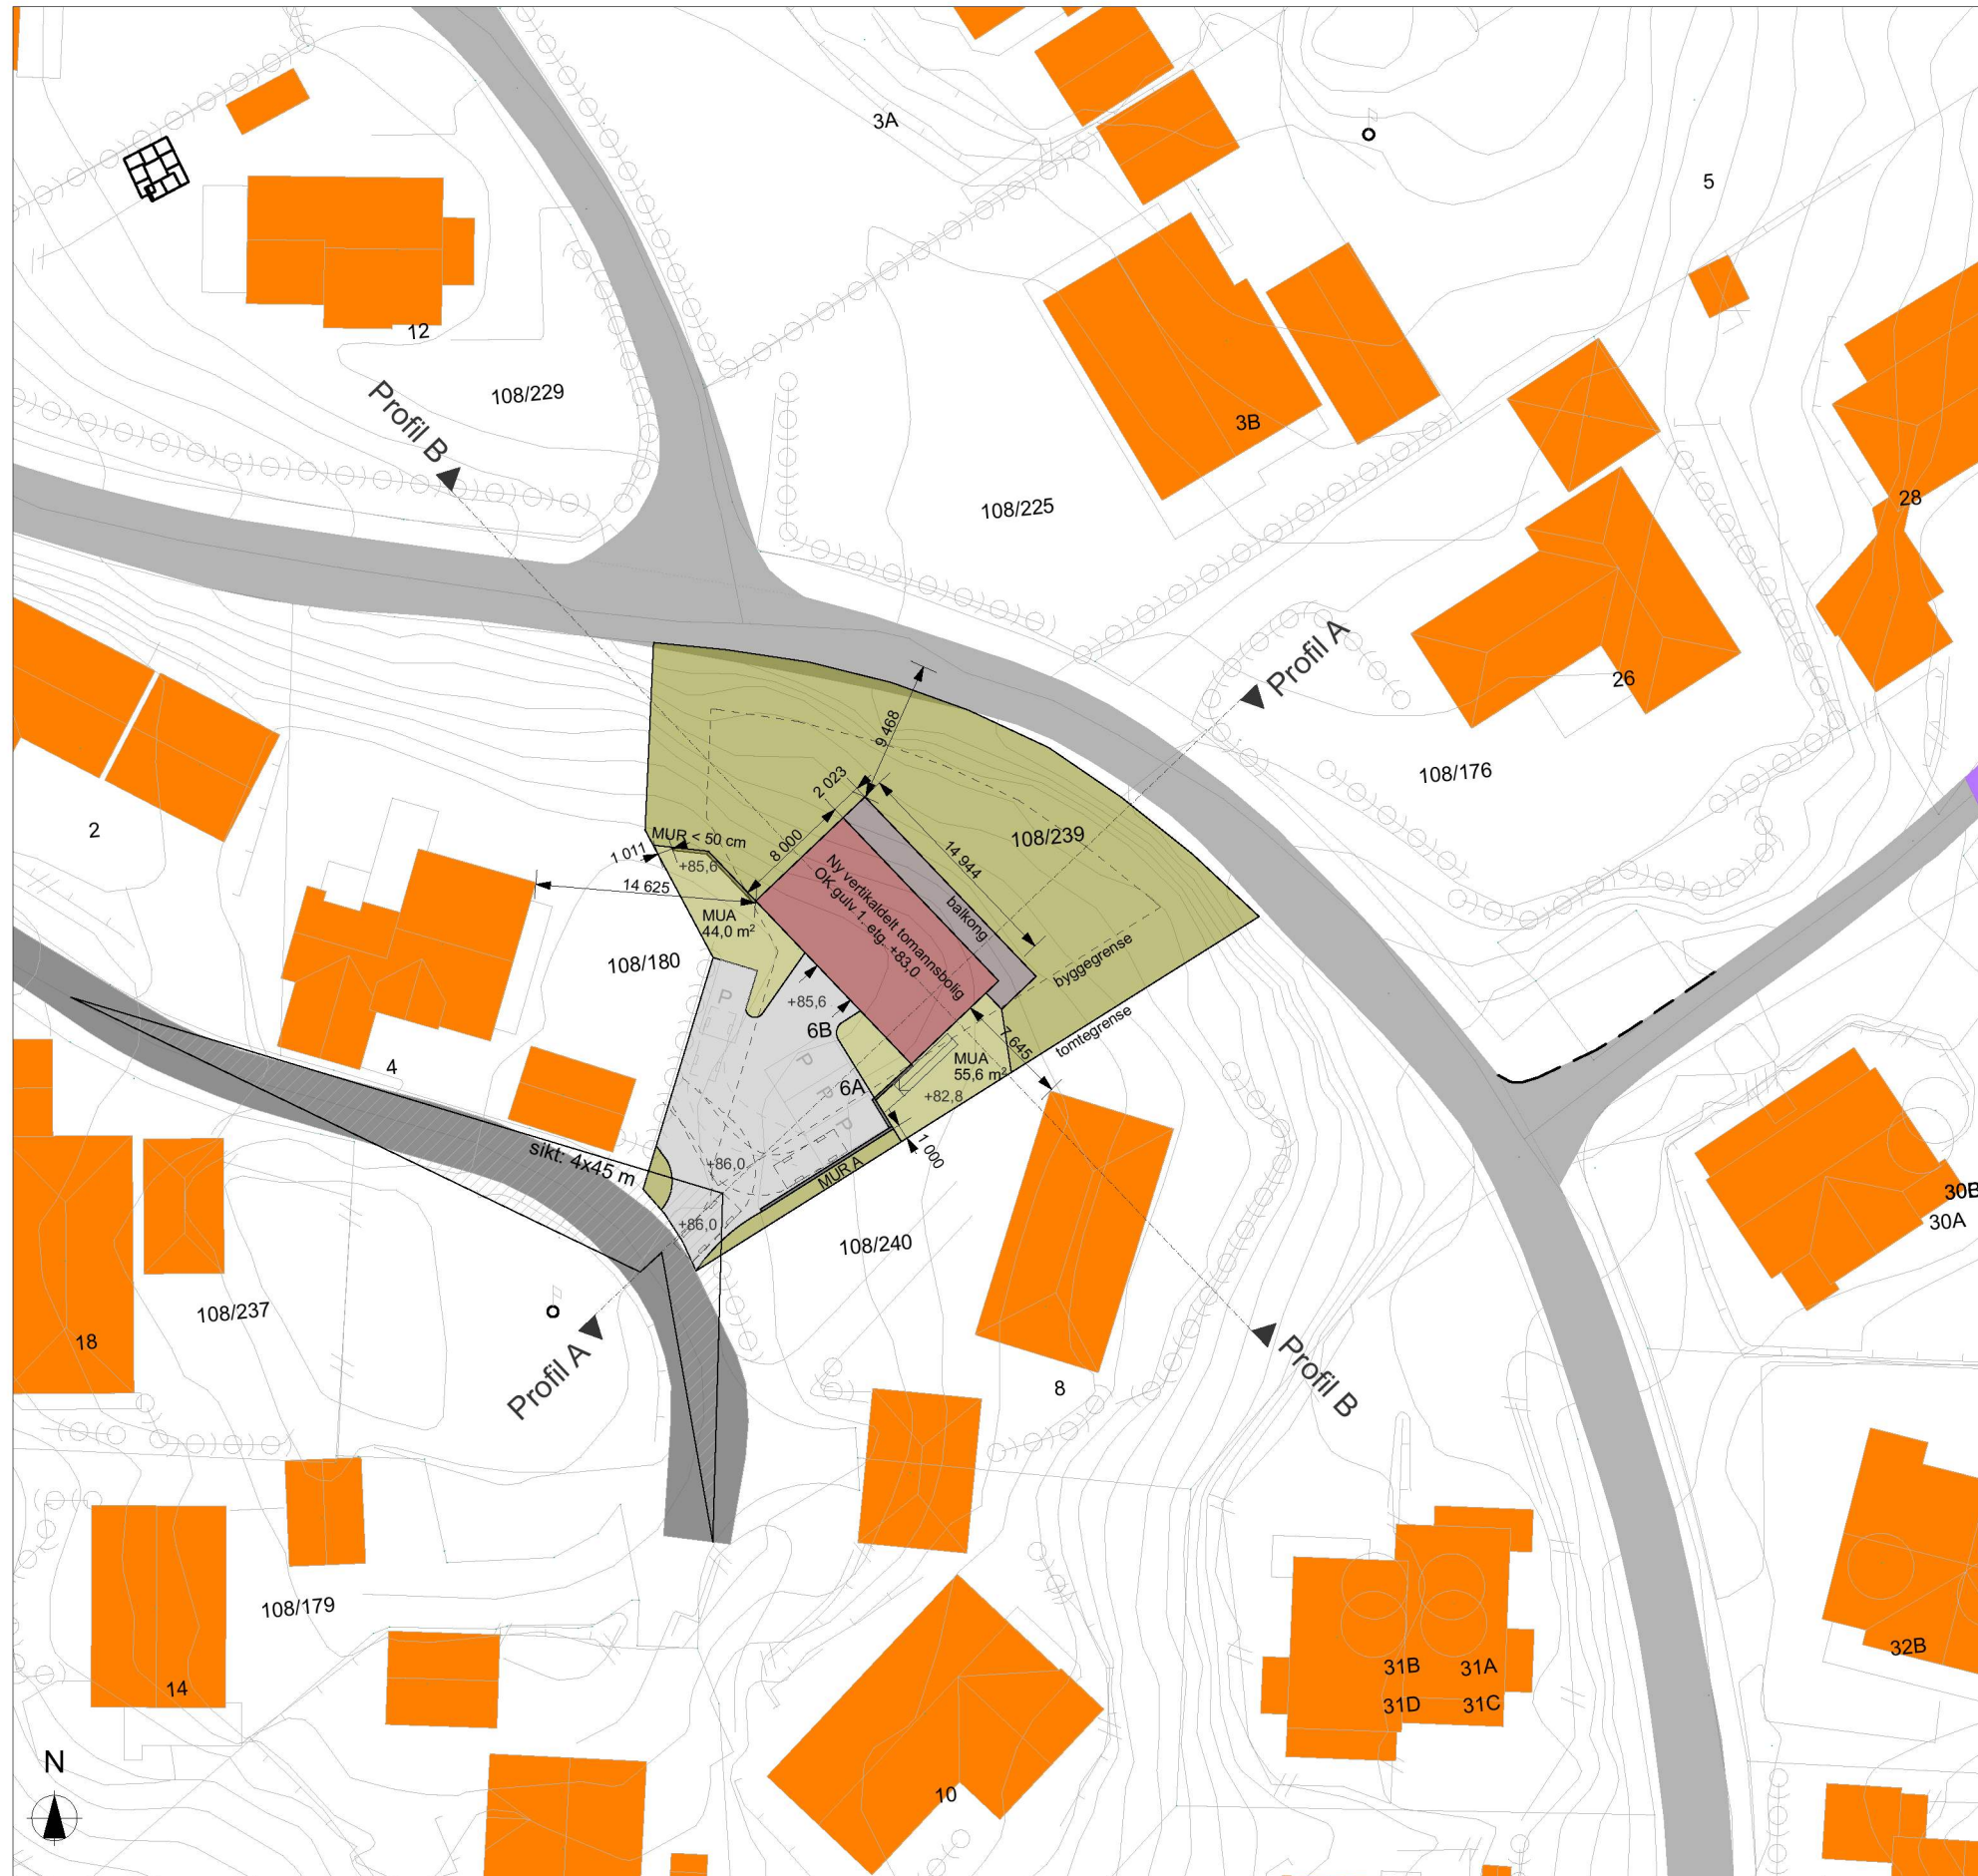 3A
5
12
108/229
Profil B
3B
108/225
28
Profil A
26
108/176
9 468
2 023
2
MUR < 50 cm
1 011
+85,6
8 000
14 944
108/239
14 625
Ny vertikaldelt tomannsbolig
OK gulv 1. etg. +83,0
balkong
MUA
44,0 m²
108/180
byggegrense
P
+85,6
6B
tomtegrense
7 645
MUA
55,6 m²
P
4
6A
+82,8
P
P
1 000
sikt: 4x45 m
+86,0
MUR A
30B
30A
+86,0
108/240
108/237
18
Profil A
Profil B
8
108/179
14
31B
31A
31D
31C
32B
N
10